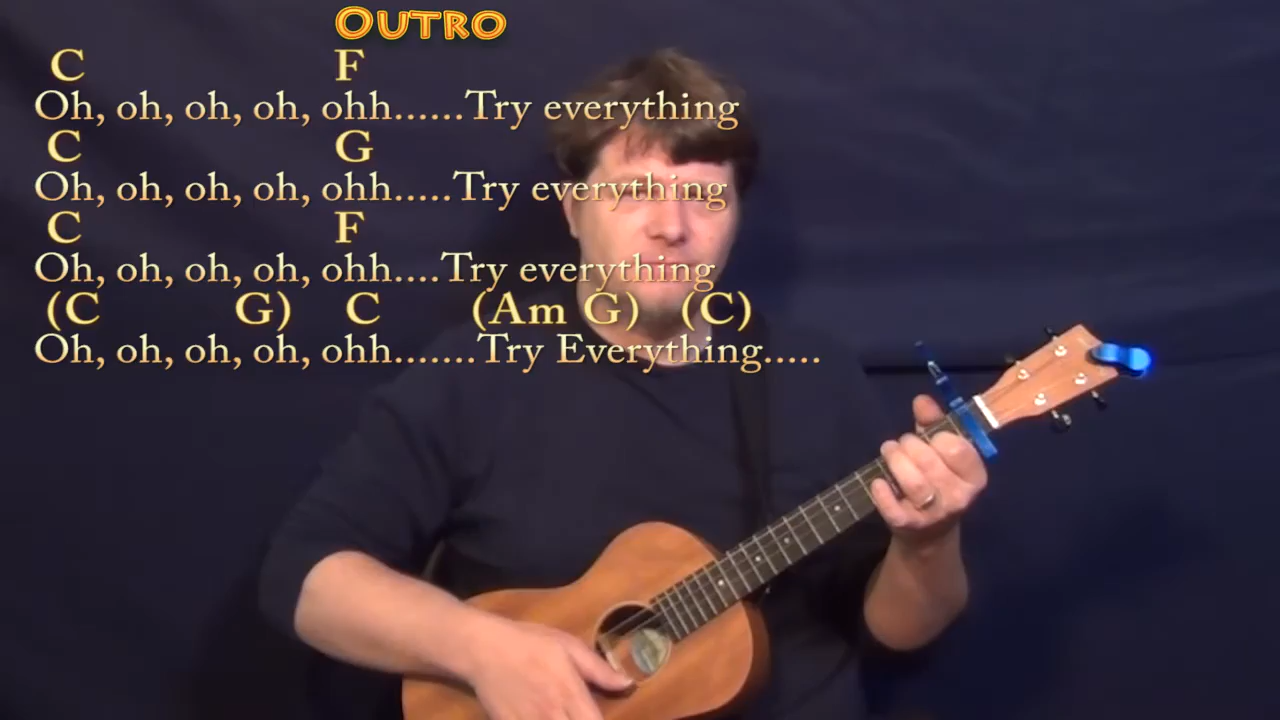 OUTRO
C F
Oh, oh, oh, oh, ohh......Try everything
C G
Oh, oh, oh, oh, ohh.....Try everything
C F
Oh, oh, oh, oh, ohh....Try everything
(C G) C (Am G) (C)
Oh, oh, oh, oh, ohh.......Try Everything.....